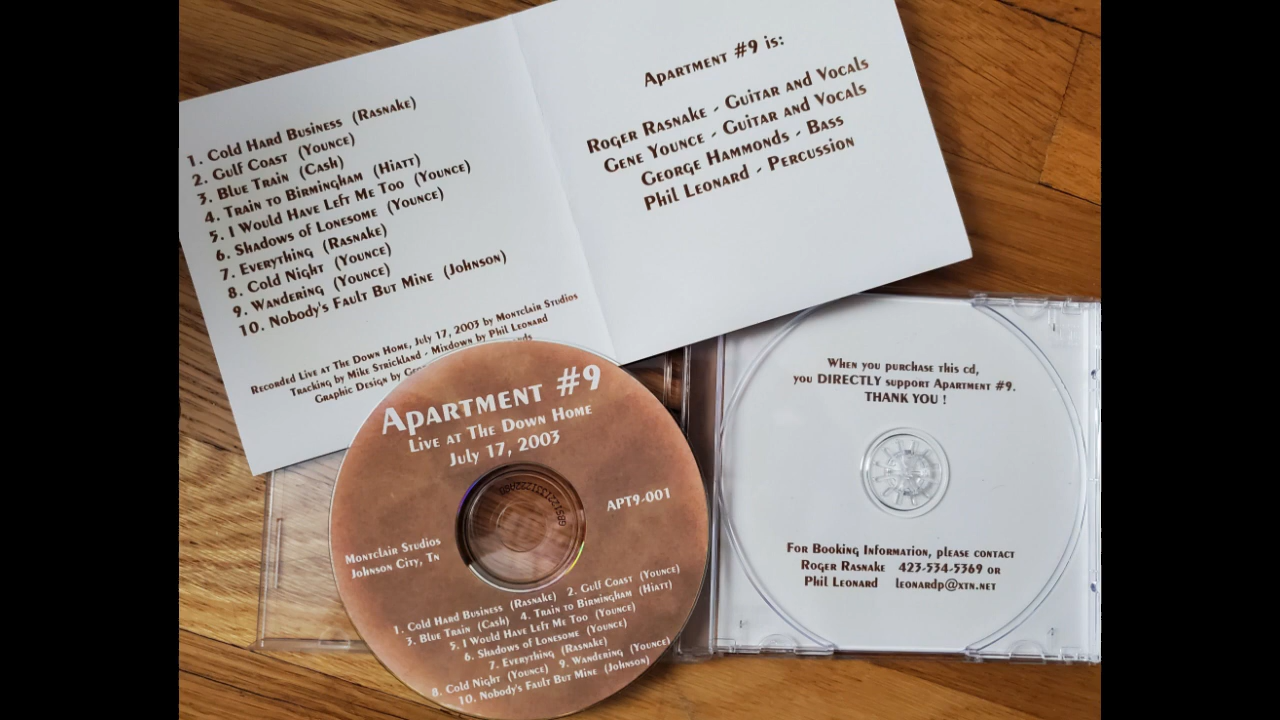 1. Cold Hard Business (Rasnake)
2. Gulf Coast (Younce)
3. Blue Train (Cash)
4. Train to Birmingham (Hiatt)
5. I Would Have Left Me Too (Younce)
6. Shadows of Lonesome (Younce)
7. Everything (Rasnake)
8. Cold Night (Younce)
9. Wandering (Younce)
10. Nobody's Fault But Mine (Johnson)
Recorded Live at The Down Home, July 17, 2003 by Montclair Studios
Tracking by Mike Strickland - Mixdown by Phil Leonard
Graphic Design by
Apartment #9 is:
Roger Rasnake - Guitar and Vocals
Gene Younce - Guitar and Vocals
George Hammonds - Bass
Phil Leonard - Percussion
Apartment #9
Live at The Down Home
July 17, 2003
APT9-001
Montclair Studios
Johnson City, Tn
1. Cold Hard Business (Rasnake) 2. Gulf Coast (Younce)
3. Blue Train (Cash) 4. Train to Birmingham (Hiatt)
5. I Would Have Left Me Too (Younce)
6. Shadows of Lonesome (Younce)
7. Everything (Rasnake)
8. Cold Night (Younce) 9. Wandering (Younce)
10. Nobody's Fault But Mine (Johnson)
When you purchase this cd,
you DIRECTLY support Apartment #9.
THANK YOU !
For Booking Information, please contact
Roger Rasnake 423-534-5369 or
Phil Leonard leonardp@xtn.net